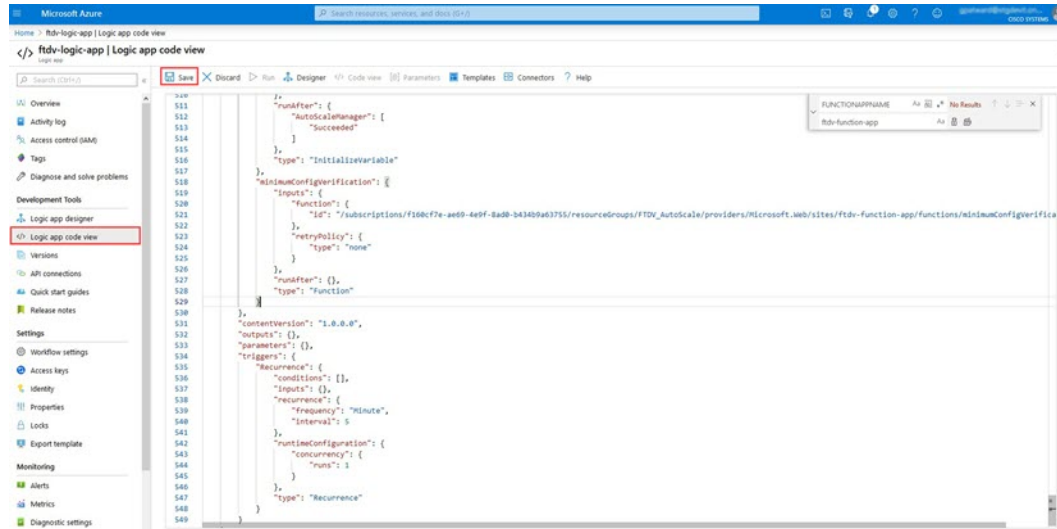 Microsoft Azure
Search resources, services, and docs (G+/)
CISCO SYSTEMS
Home > ftdv-logic-app | Logic app code view
ftdv-logic-app | Logic app code view
Logic app
Search (Ctrl+/)
Save Discard Run Designer Code view Parameters Templates Connectors Help
Overview
Activity log
Access control (IAM)
Tags
Diagnose and solve problems
Development Tools
Logic app designer
Logic app code view
Versions
API connections
Quick start guides
Release notes
Settings
Workflow settings
Access keys
Identity
Properties
Locks
Export template
Monitoring
Alerts
Metrics
Diagnostic settings
FUNCTIONAPPNAME No Results
ftdv-function-app
510 },
511 "runAfter": {
512 "AutoScaleManager": [
513 "Succeeded"
514 ]
515 },
516 "type": "InitializeVariable"
517 },
518 "minimumConfigVerification": {
519 "inputs": {
520 "function": {
521 "id": "/subscriptions/f160cf7e-ae69-4e9f-8ad0-b434b9a63755/resourceGroups/FTDV_AutoScale/providers/Microsoft.Web/sites/ftdv-function-app/functions/minimumConfigVerifica
522 },
523 "retryPolicy": {
524 "type": "none"
525 }
526 },
527 "runAfter": {},
528 "type": "Function"
529 }
530 },
531 "contentVersion": "1.0.0.0",
532 "outputs": {},
533 "parameters": {},
534 "triggers": {
535 "Recurrence": {
536 "conditions": [],
537 "inputs": {},
538 "recurrence": {
539 "frequency": "Minute",
540 "interval": 5
541 },
542 "runtimeConfiguration": {
543 "concurrency": {
544 "runs": 1
545 }
546 },
547 "type": "Recurrence"
548 }
549 }